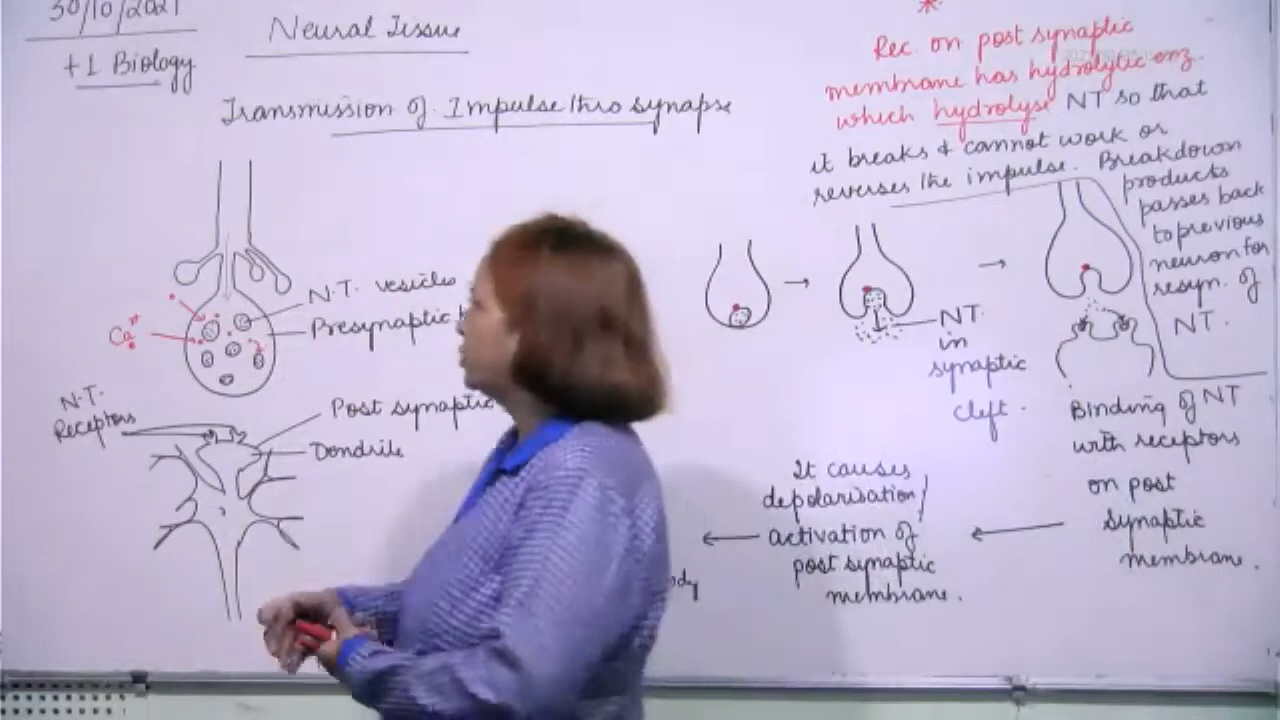 30/10/2021
+1 Biology
Neural Tissue
Transmission of Impulse thro synapse
N.T. vesicles
Presynaptic
Ca++
N.T.
Receptors
Post synaptic
Dendrite
*
Rec. on post synaptic
membrane has hydrolytic enz.
which hydrolyse NT so that
it breaks & cannot work or
reverses the impulse. Breakdown
products
passes back
to previous
neuron for
resyn. of
NT.
NT
in
synaptic
cleft.
Binding of NT
with receptors
on post
synaptic
membrane.
It causes
depolarisation/
activation of
post synaptic
membrane.